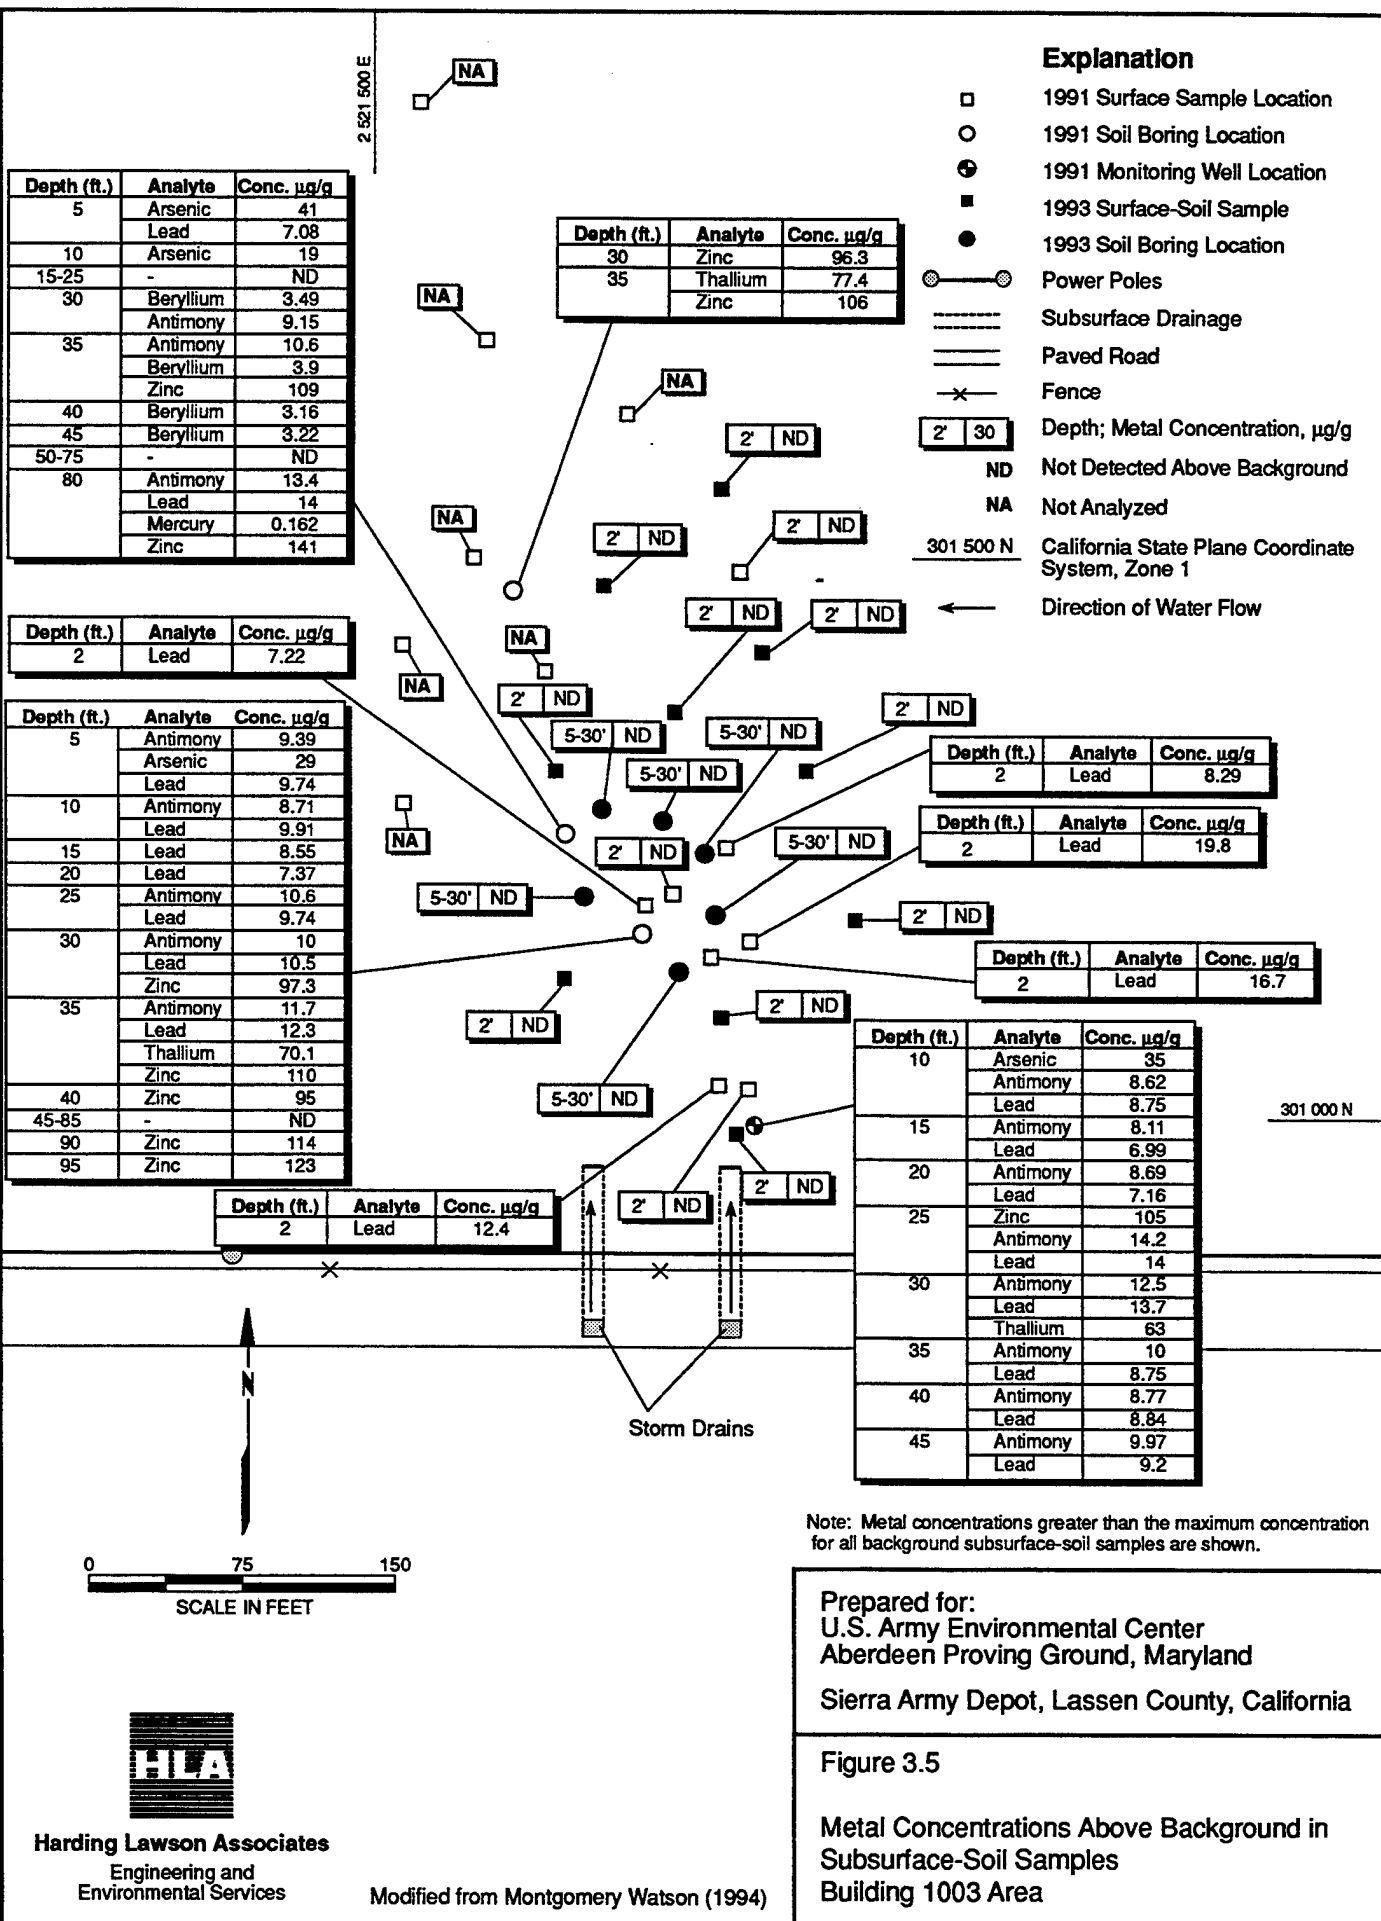 2 521 500 E
NA
Explanation
1991 Surface Sample Location
1991 Soil Boring Location
1991 Monitoring Well Location
1993 Surface-Soil Sample
1993 Soil Boring Location
Power Poles
Subsurface Drainage
Paved Road
Fence
2' 30 Depth; Metal Concentration, µg/g
ND Not Detected Above Background
NA Not Analyzed
301 500 N California State Plane Coordinate
System, Zone 1
Direction of Water Flow
Depth (ft.) Analyte Conc. µg/g
5 Arsenic 41
Lead 7.08
10 Arsenic 19
15-25 - ND
30 Beryllium 3.49
Antimony 9.15
35 Antimony 10.6
Beryllium 3.9
Zinc 109
40 Beryllium 3.16
45 Beryllium 3.22
50-75 - ND
80 Antimony 13.4
Lead 14
Mercury 0.162
Zinc 141
Depth (ft.) Analyte Conc. µg/g
30 Zinc 96.3
35 Thallium 77.4
Zinc 106
NA
NA
2' ND
NA
2' ND
2' ND
2' ND
2' ND
Depth (ft.) Analyte Conc. µg/g
2 Lead 7.22
NA
NA
2' ND
5-30' ND
5-30' ND
2' ND
5-30' ND
Depth (ft.) Analyte Conc. µg/g
2 Lead 8.29
Depth (ft.) Analyte Conc. µg/g
5 Antimony 9.39
Arsenic 29
Lead 9.74
10 Antimony 8.71
Lead 9.91
15 Lead 8.55
20 Lead 7.37
25 Antimony 10.6
Lead 9.74
30 Antimony 10
Lead 10.5
Zinc 97.3
35 Antimony 11.7
Lead 12.3
Thallium 70.1
Zinc 110
40 Zinc 95
45-85 - ND
90 Zinc 114
95 Zinc 123
NA
2' ND
5-30' ND
Depth (ft.) Analyte Conc. µg/g
2 Lead 19.8
5-30' ND
2' ND
Depth (ft.) Analyte Conc. µg/g
2 Lead 16.7
2' ND
2' ND
5-30' ND
Depth (ft.) Analyte Conc. µg/g
10 Arsenic 35
Antimony 8.62
Lead 8.75
15 Antimony 8.11
Lead 6.99
20 Antimony 8.69
Lead 7.16
25 Zinc 105
Antimony 14.2
Lead 14
30 Antimony 12.5
Lead 13.7
Thallium 63
35 Antimony 10
Lead 8.75
40 Antimony 8.77
Lead 8.84
45 Antimony 9.97
Lead 9.2
301 000 N
2' ND
2' ND
Depth (ft.) Analyte Conc. µg/g
2 Lead 12.4
N
Storm Drains
0 75 150
SCALE IN FEET
Note: Metal concentrations greater than the maximum concentration
for all background subsurface-soil samples are shown.
Prepared for:
U.S. Army Environmental Center
Aberdeen Proving Ground, Maryland
Sierra Army Depot, Lassen County, California
Figure 3.5
Metal Concentrations Above Background in
Subsurface-Soil Samples
Building 1003 Area
HLA
Harding Lawson Associates
Engineering and
Environmental Services
Modified from Montgomery Watson (1994)